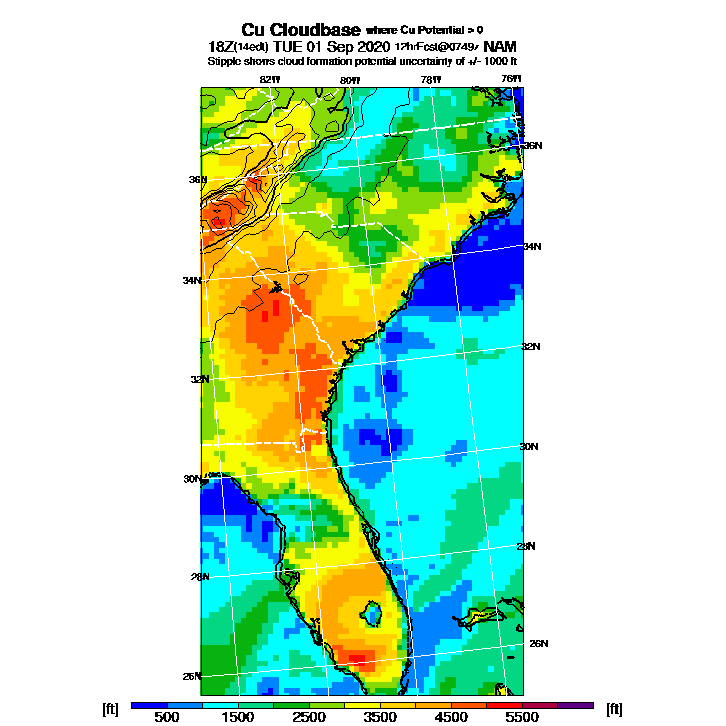 Cu Cloudbase where Cu Potential > 0
18Z(14edt) TUE 01 Sep 2020 12hrFcst@0749z NAM
Stipple shows cloud formation potential uncertainty of +/- 1000 ft
82W 80W 78W 76W
36N 36N
34N 34N
32N 32N
30N 30N
28N 28N
26N 26N
[ft] 500 1500 2500 3500 4500 5500 [ft]